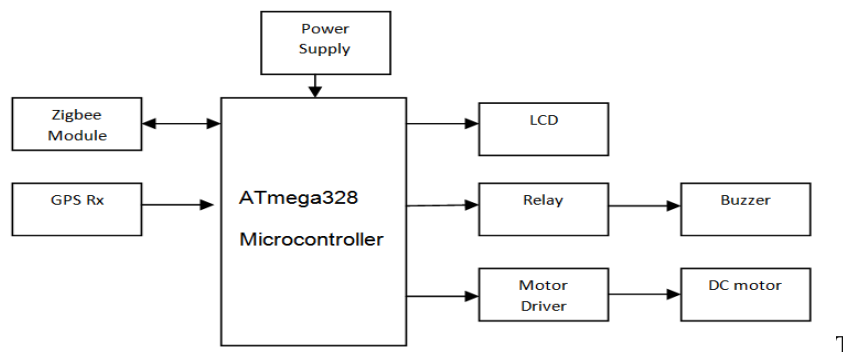 Power
Supply
Zigbee
Module
LCD
ATmega328
Microcontroller
GPS Rx
Relay
Buzzer
Motor
Driver
DC motor
T